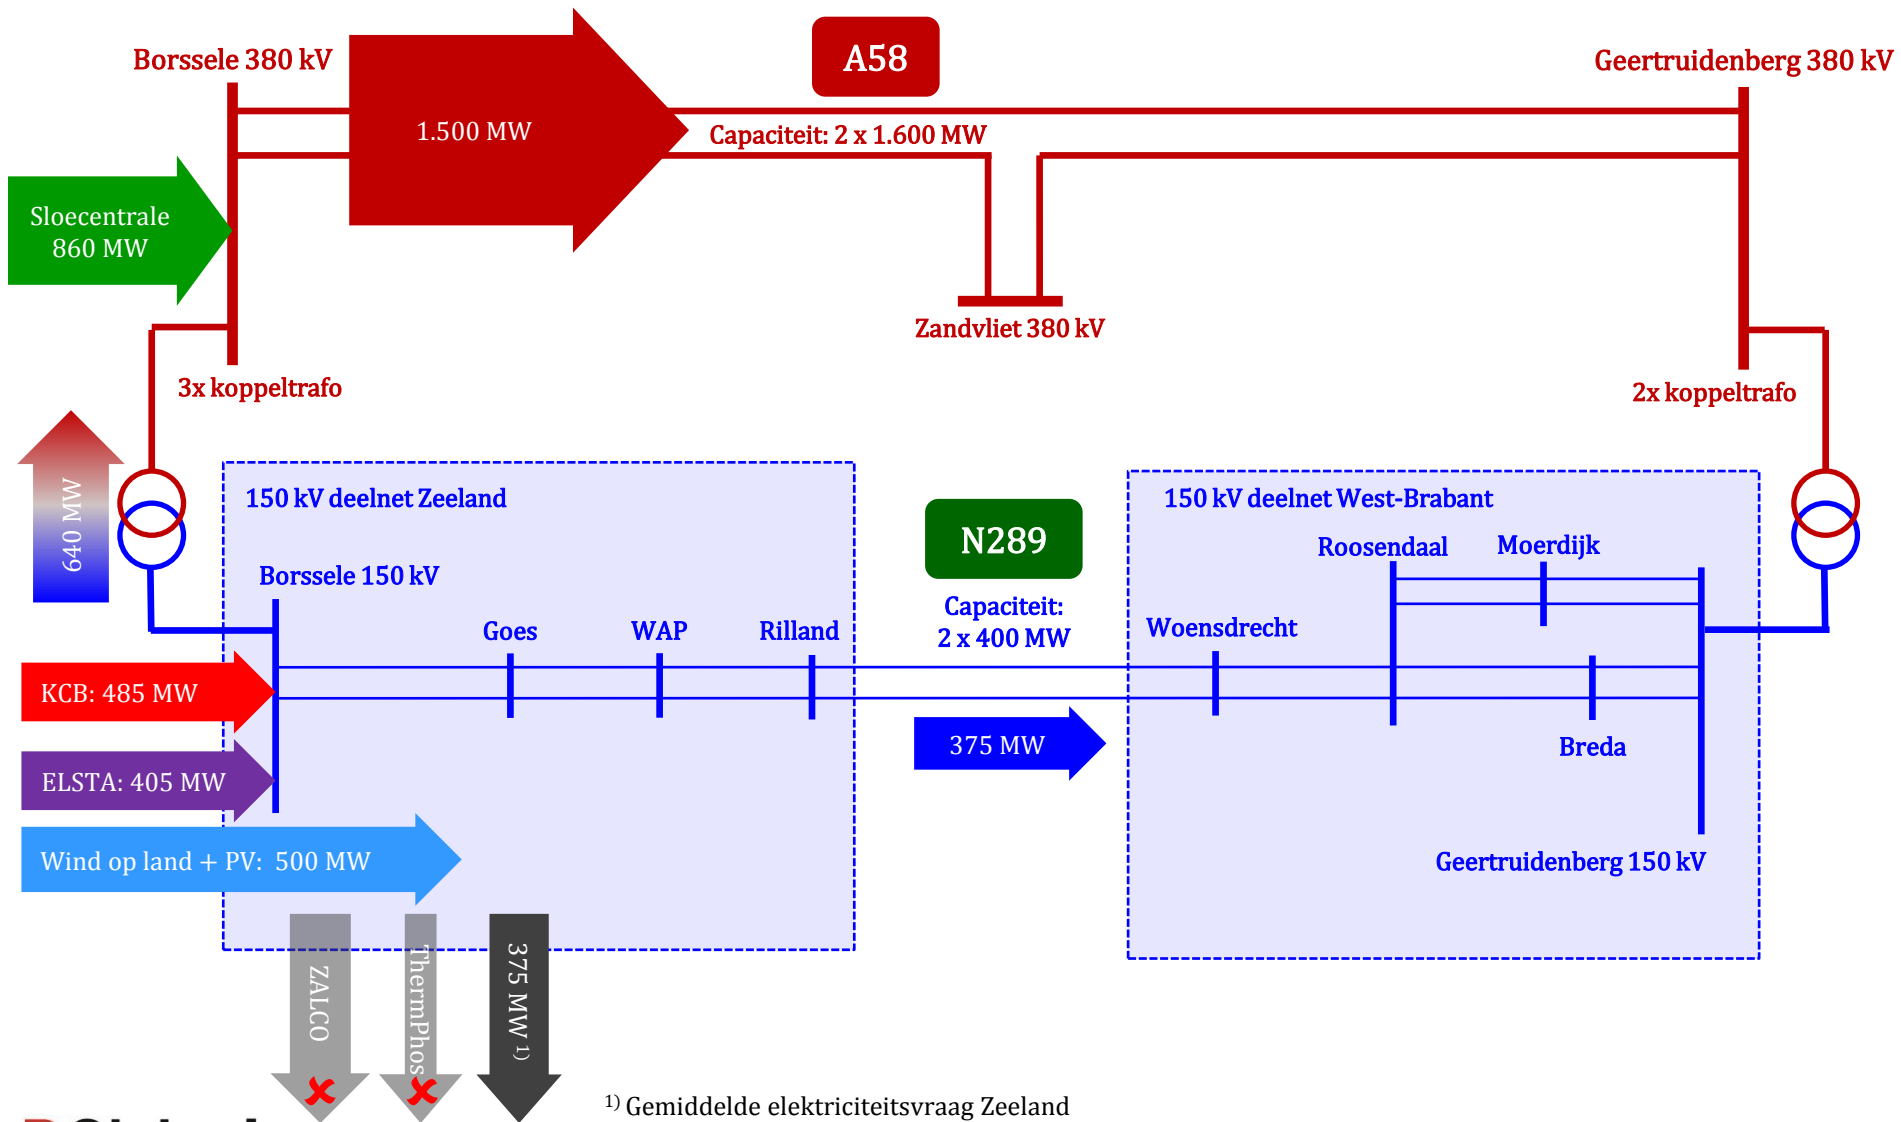 Borssele 380 kV
A58
Geertruidenberg 380 kV
1.500 MW
Capaciteit: 2 x 1.600 MW
Sloecentrale
860 MW
Zandvliet 380 kV
3x koppeltrafo
2x koppeltrafo
640 MW
150 kV deelnet Zeeland
N289
150 kV deelnet West-Brabant
Roosendaal
Moerdijk
Borssele 150 kV
Capaciteit:
2 x 400 MW
Goes
WAP
Rilland
Woensdrecht
KCB: 485 MW
375 MW
Breda
ELSTA: 405 MW
Wind op land + PV: 500 MW
Geertruidenberg 150 kV
ZALCO
ThermPhos
375 MW 1)
1) Gemiddelde elektriciteitsvraag Zeeland